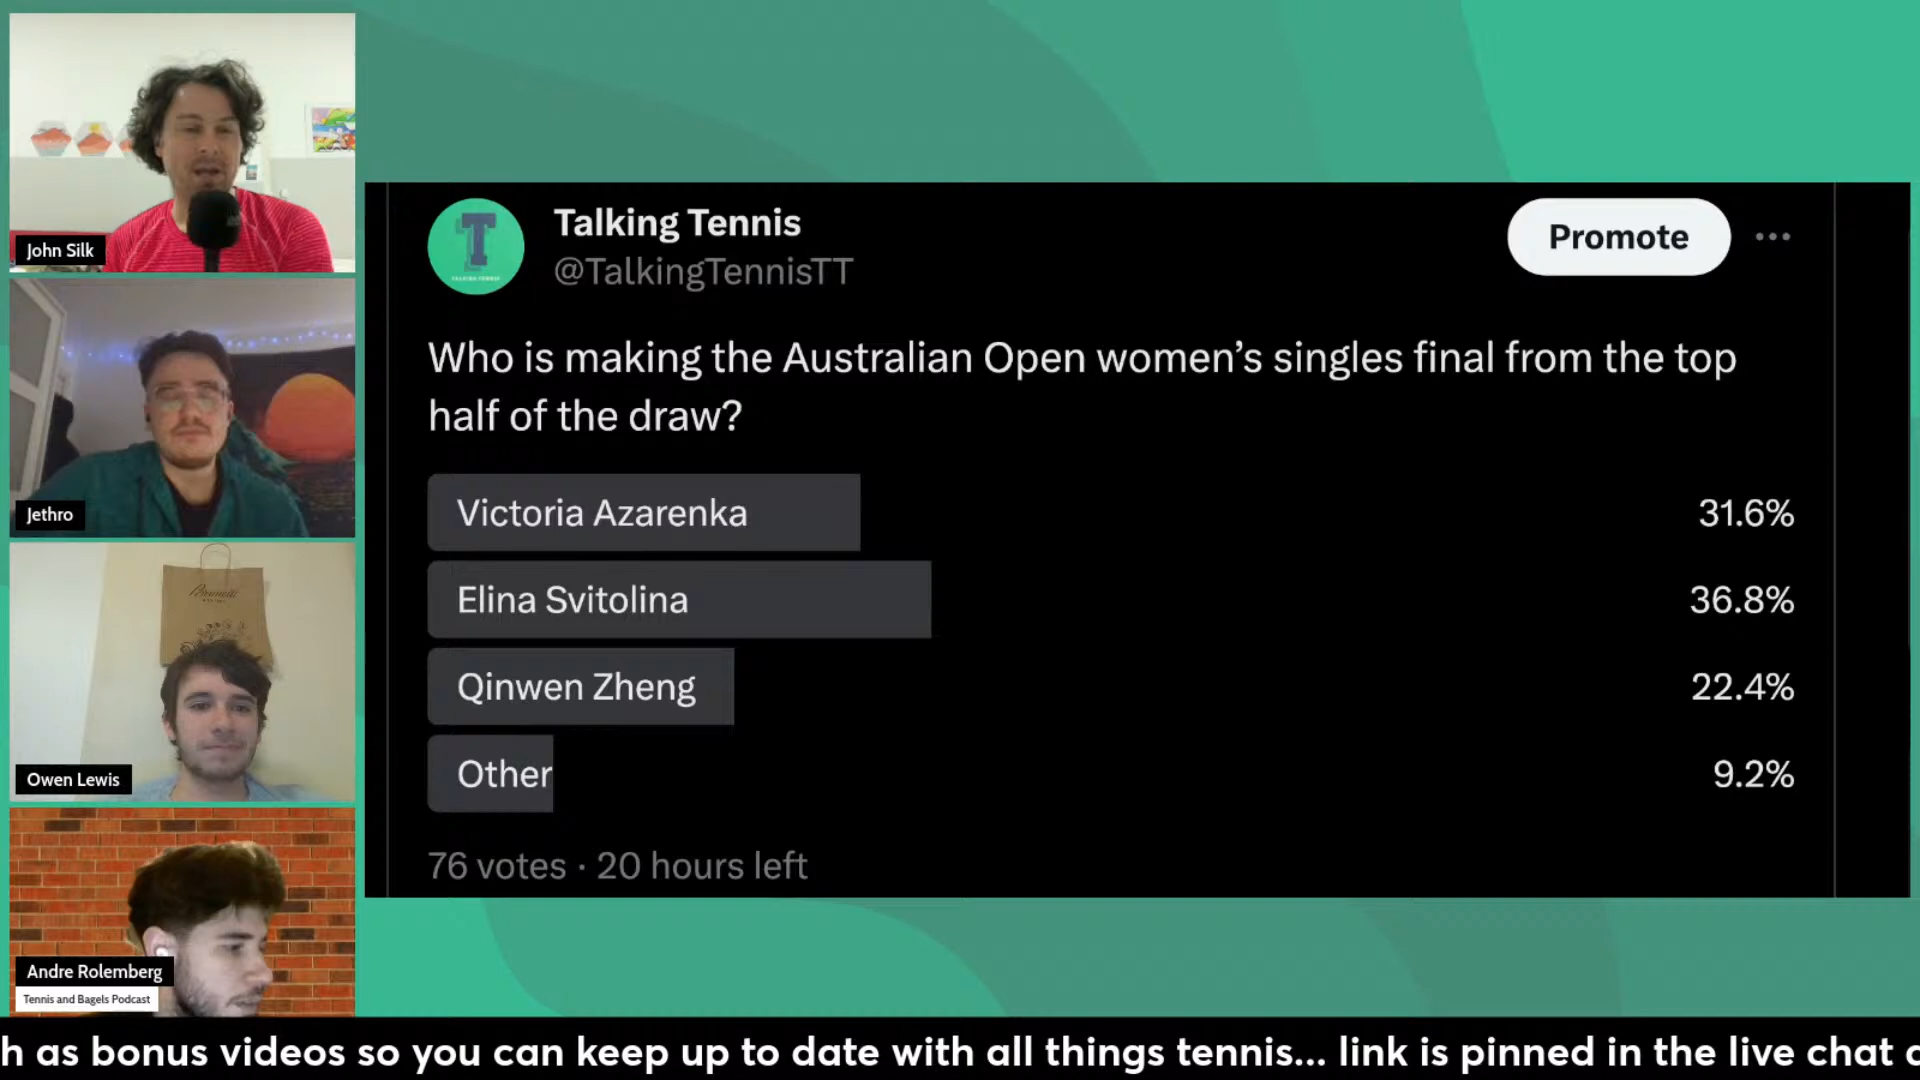 John Silk
Jethro
Owen Lewis
Andre Rolemberg
Tennis and Bagels Podcast
T
TALKING TENNIS
Talking Tennis
@TalkingTennisTT
Promote
Who is making the Australian Open women’s singles final from the top
half of the draw?
Victoria Azarenka 31.6%
Elina Svitolina 36.8%
Qinwen Zheng 22.4%
Other 9.2%
76 votes · 20 hours left
h as bonus videos so you can keep up to date with all things tennis... link is pinned in the live chat